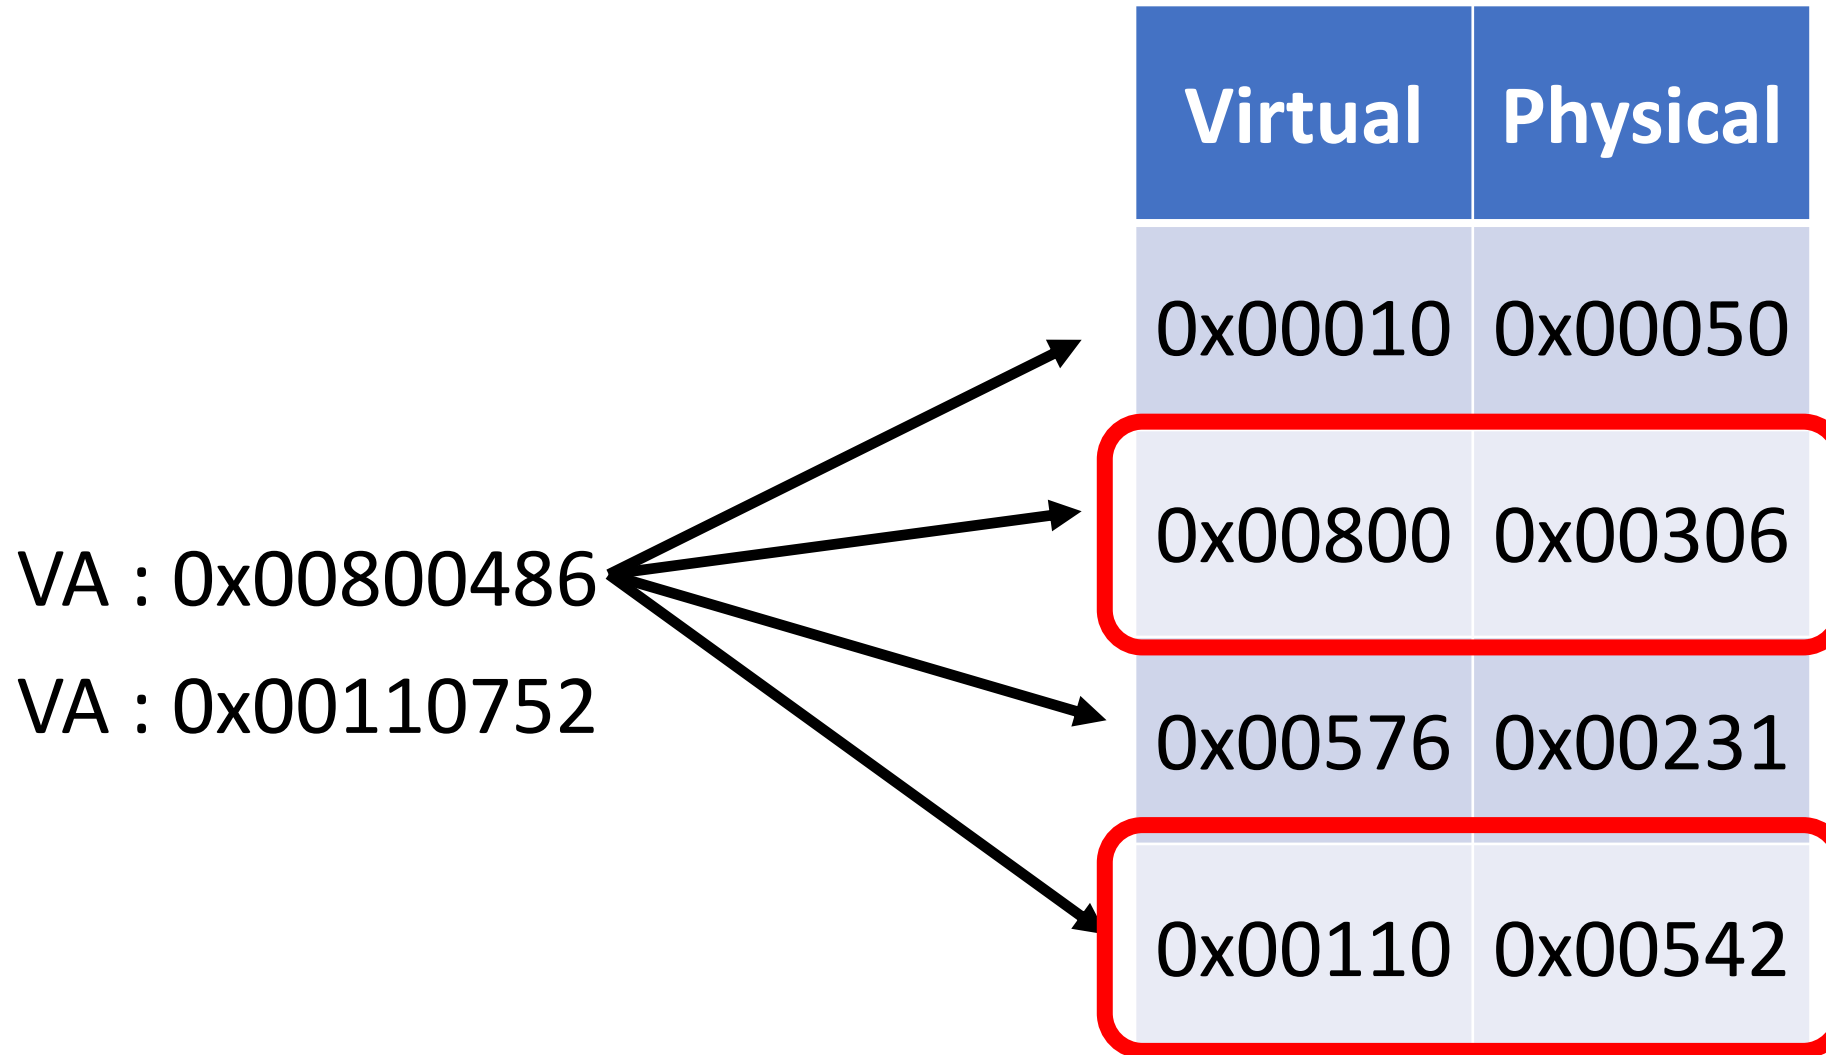 Virtual Physical
0x00010 0x00050
0x00800 0x00306
VA : 0x00800486
VA : 0x00110752
0x00576 0x00231
0x00110 0x00542